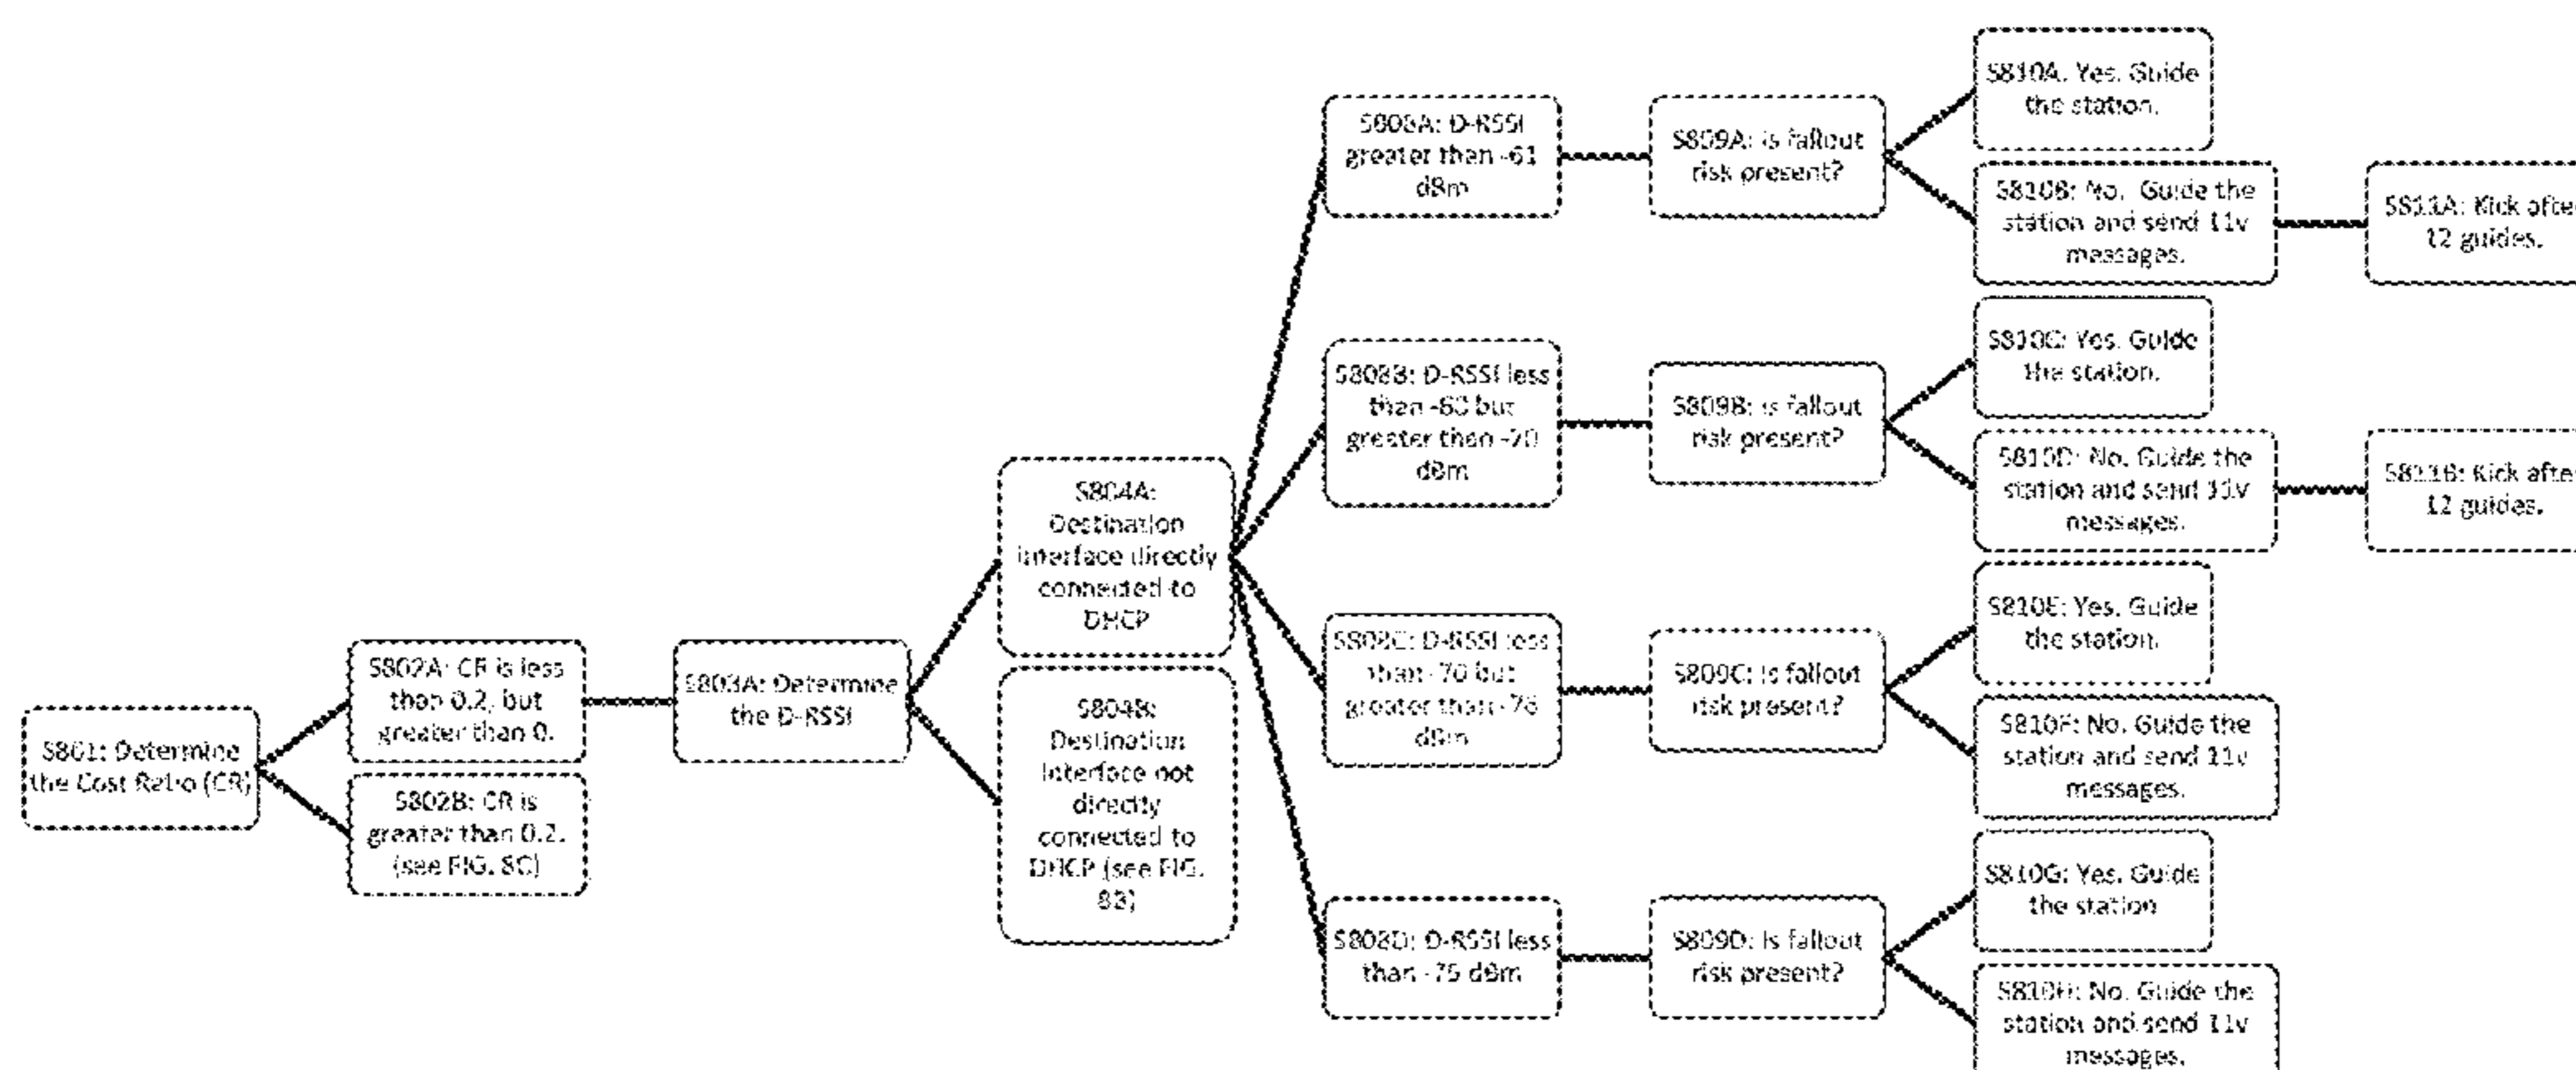 S801: Determine
the Cost Ratio (CR)
S802A: CR is less
than 0.2, but
greater than 0.
S802B: CR is
greater than 0.2.
(see FIG. 8C)
S803A: Determine
the D-RSSI
S804A:
Destination
interface directly
connected to
DHCP
S804B:
Destination
interface not
directly
connected to
DHCP (see FIG.
8B)
S808A: D-RSSI
greater than -61
dBm
S809A: is fallout
risk present?
S810A. Yes. Guide
the station.
S810B: No. Guide the
station and send 11v
messages.
S811A: Kick after
12 guides.
S808B: D-RSSI less
than -60 but
greater than -70
dBm
S809B: is fallout
risk present?
S810C: Yes. Guide
the station.
S810D: No. Guide the
station and send 11v
messages.
S811B: Kick after
12 guides.
S808C: D-RSSI less
than -70 but
greater than
dBm
S809C: is fallout
risk present?
S810E: Yes. Guide
the station.
S810F: No. Guide the
station and send 11v
messages.
S808D: D-RSSI less
than -75 dBm
S809D: is fallout
risk present?
S810G: Yes. Guide
the station
S810H: No. Guide the
station and send 11v
messages.